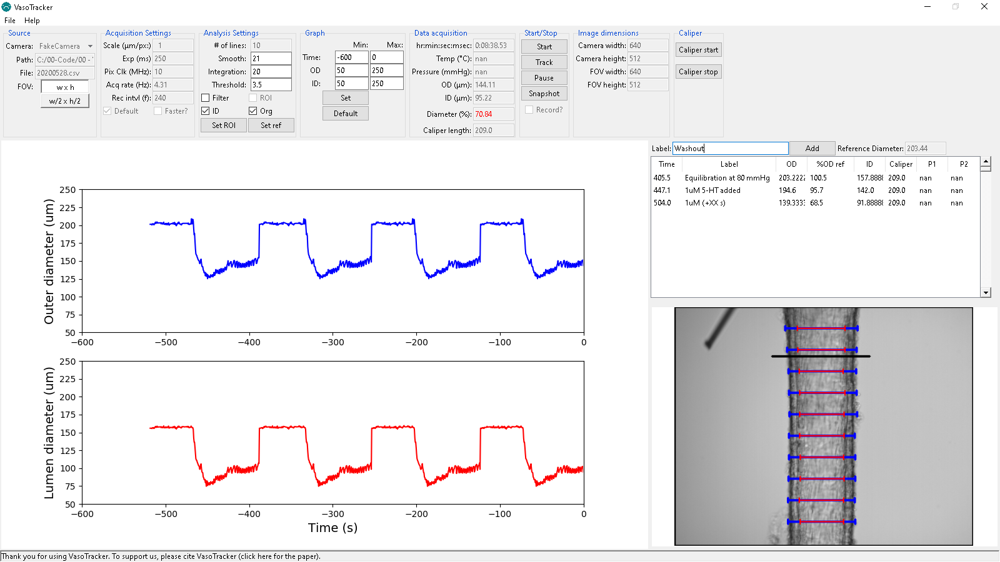 VasoTracker
File Help
Source
Camera: FakeCamera
Path: C:/00-Code/00 -
File: 20200528.csv
FOV: w x h
w/2 x h/2
Acquisition Settings
Scale (µm/px:) 1
Exp (ms) 250
Pix Clk (MHz): 10
Acq rate (Hz): 4.31
Rec intvl (f): 240
Default Faster?
Analysis Settings
# of lines: 10
Smooth: 21
Integration: 20
Threshold: 3.5
Filter ROI
ID Org
Set ROI Set ref
Graph
Min: Max:
Time: -600 0
OD 50 250
ID: 50 250
Set
Default
Data acquisition
hr:min:sec:msec: 0:08:38.53
Temp (°C): nan
Pressure (mmHg): nan
OD (µm): 144.11
ID (µm): 95.22
Diameter (%): 70.84
Caliper length: 209.0
Start/Stop
Start
Track
Pause
Snapshot
Record?
Image dimensions
Camera width: 640
Camera height: 512
FOV width: 640
FOV height: 512
Caliper
Caliper start
Caliper stop
Label: Washout Add Reference Diameter: 203.44
Time Label OD %OD ref ID Caliper P1 P2
405.5 Equilibration at 80 mmHg 203.2222 100.5 157.8888 209.0 nan nan
447.1 1uM 5-HT added 194.6 95.7 142.0 209.0 nan nan
504.0 1uM (+XX s) 139.3333 68.5 91.88888 209.0 nan nan
Outer diameter (um)
250
225
200
175
150
125
100
75
50
−600 −500 −400 −300 −200 −100 0
Lumen diameter (um)
250
225
200
175
150
125
100
75
50
−600 −500 −400 −300 −200 −100 0
Time (s)
Thank you for using VasoTracker. To support us, please cite VasoTracker (click here for the paper).